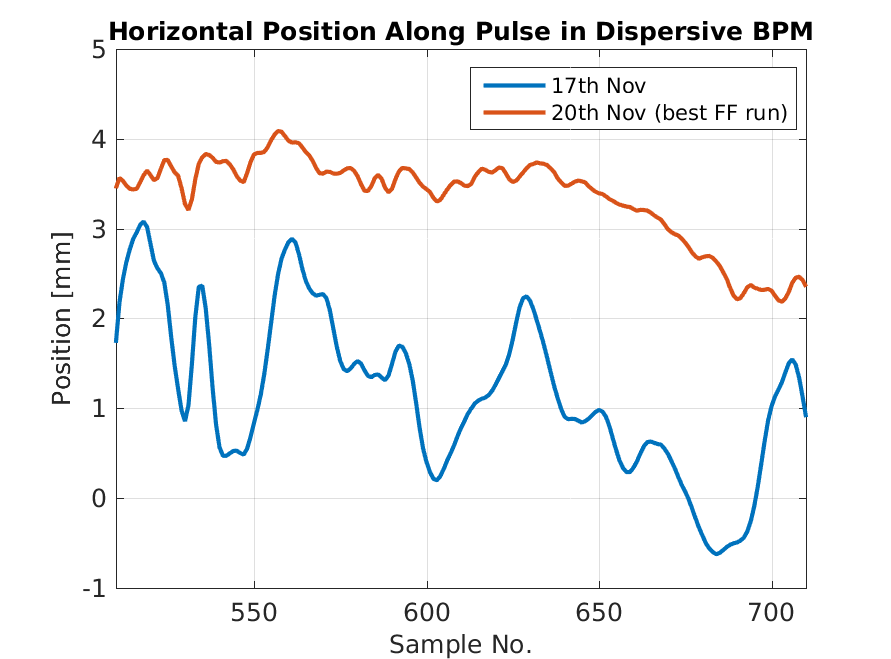 Horizontal Position Along Pulse in Dispersive BPM
5
17th Nov
20th Nov (best FF run)
4
3
2
1
0
-1
Position [mm]
550 600 650 700
Sample No.